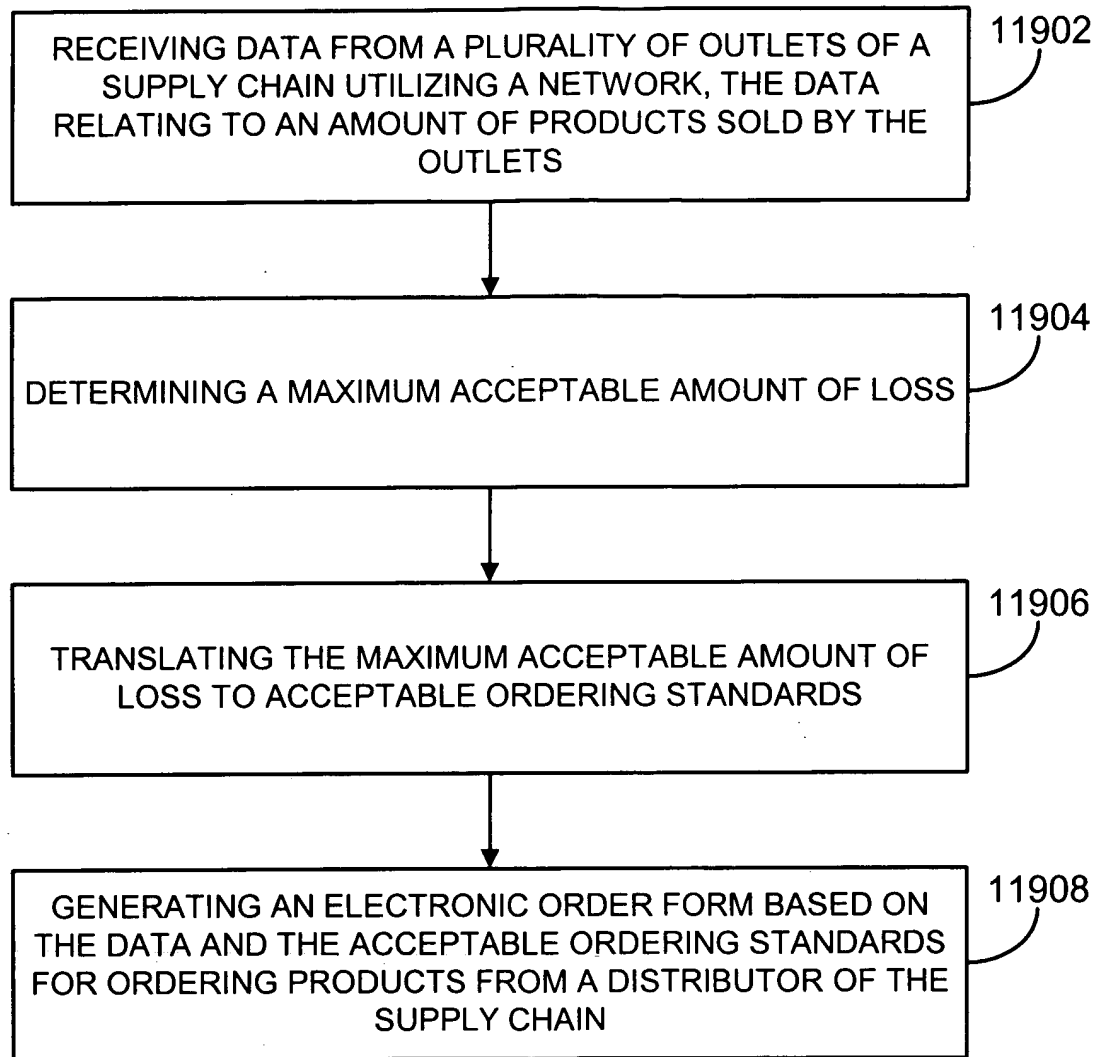 RECEIVING DATA FROM A PLURALITY OF OUTLETS OF A
SUPPLY CHAIN UTILIZING A NETWORK, THE DATA
RELATING TO AN AMOUNT OF PRODUCTS SOLD BY THE
OUTLETS
11902
DETERMINING A MAXIMUM ACCEPTABLE AMOUNT OF LOSS
11904
TRANSLATING THE MAXIMUM ACCEPTABLE AMOUNT OF
LOSS TO ACCEPTABLE ORDERING STANDARDS
11906
GENERATING AN ELECTRONIC ORDER FORM BASED ON
THE DATA AND THE ACCEPTABLE ORDERING STANDARDS
FOR ORDERING PRODUCTS FROM A DISTRIBUTOR OF THE
SUPPLY CHAIN
11908